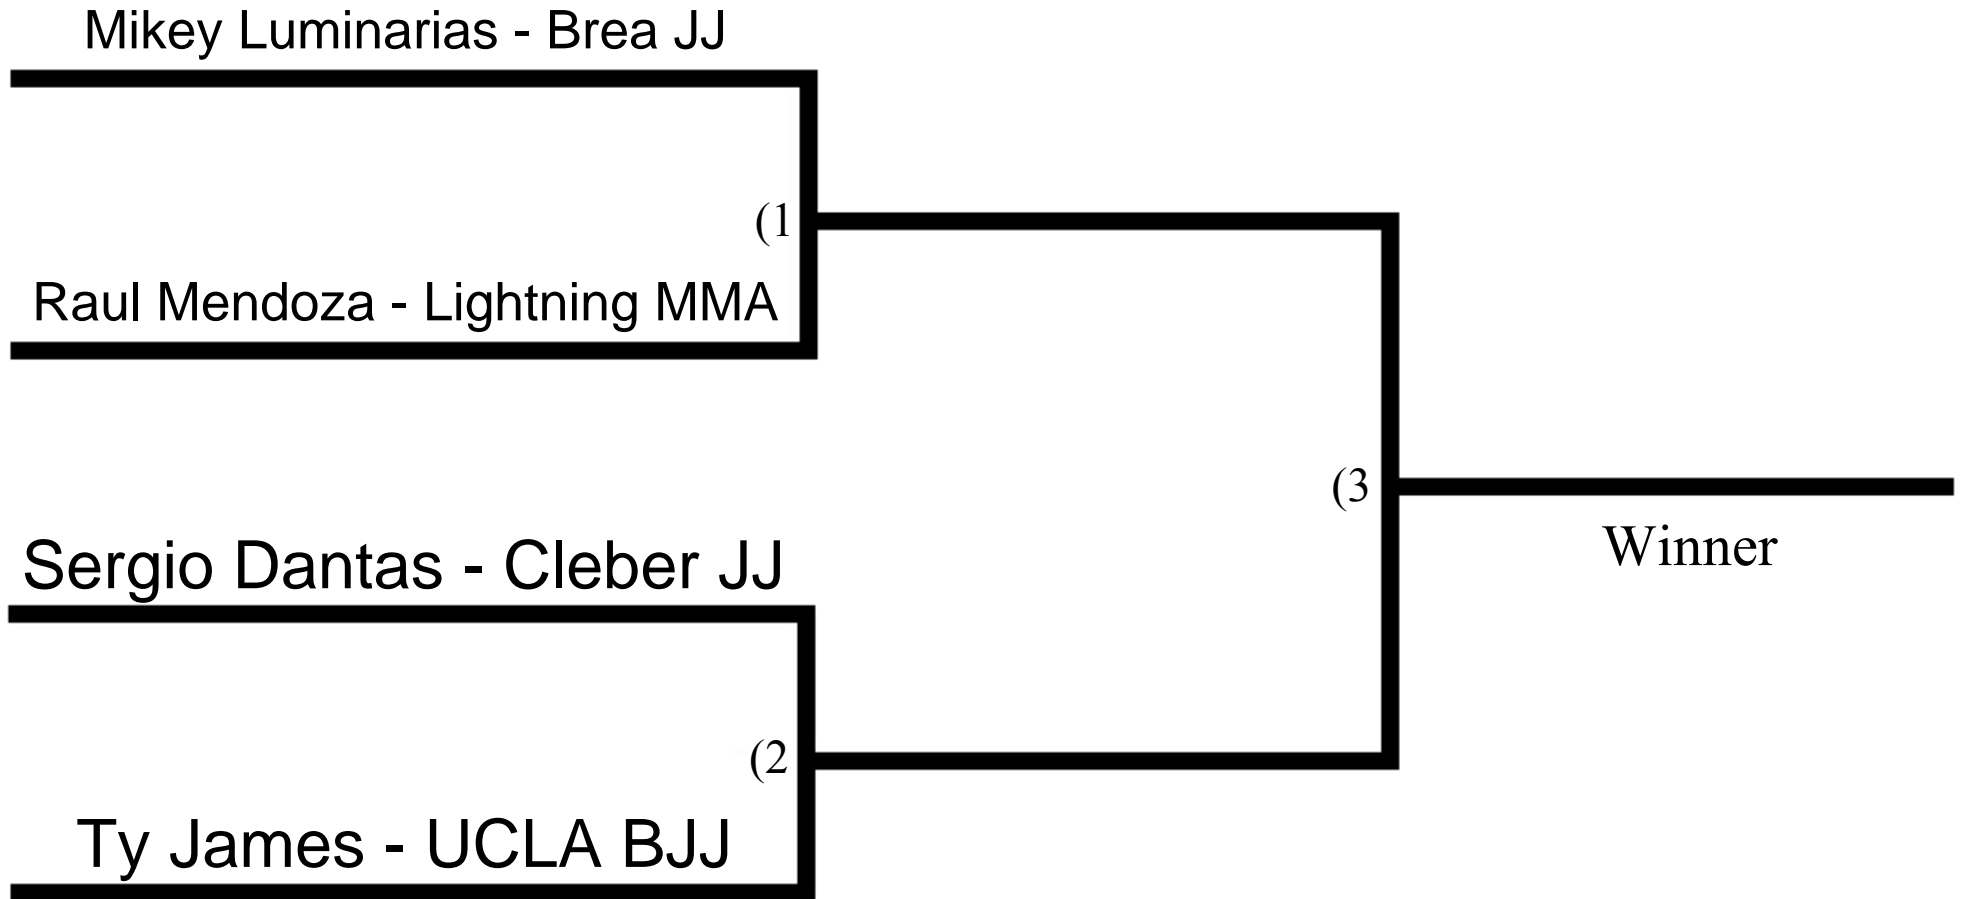 Mikey Luminarias - Brea JJ
(1
Raul Mendoza - Lightning MMA
(3
Winner
Sergio Dantas - Cleber JJ
(2
Ty James - UCLA BJJ